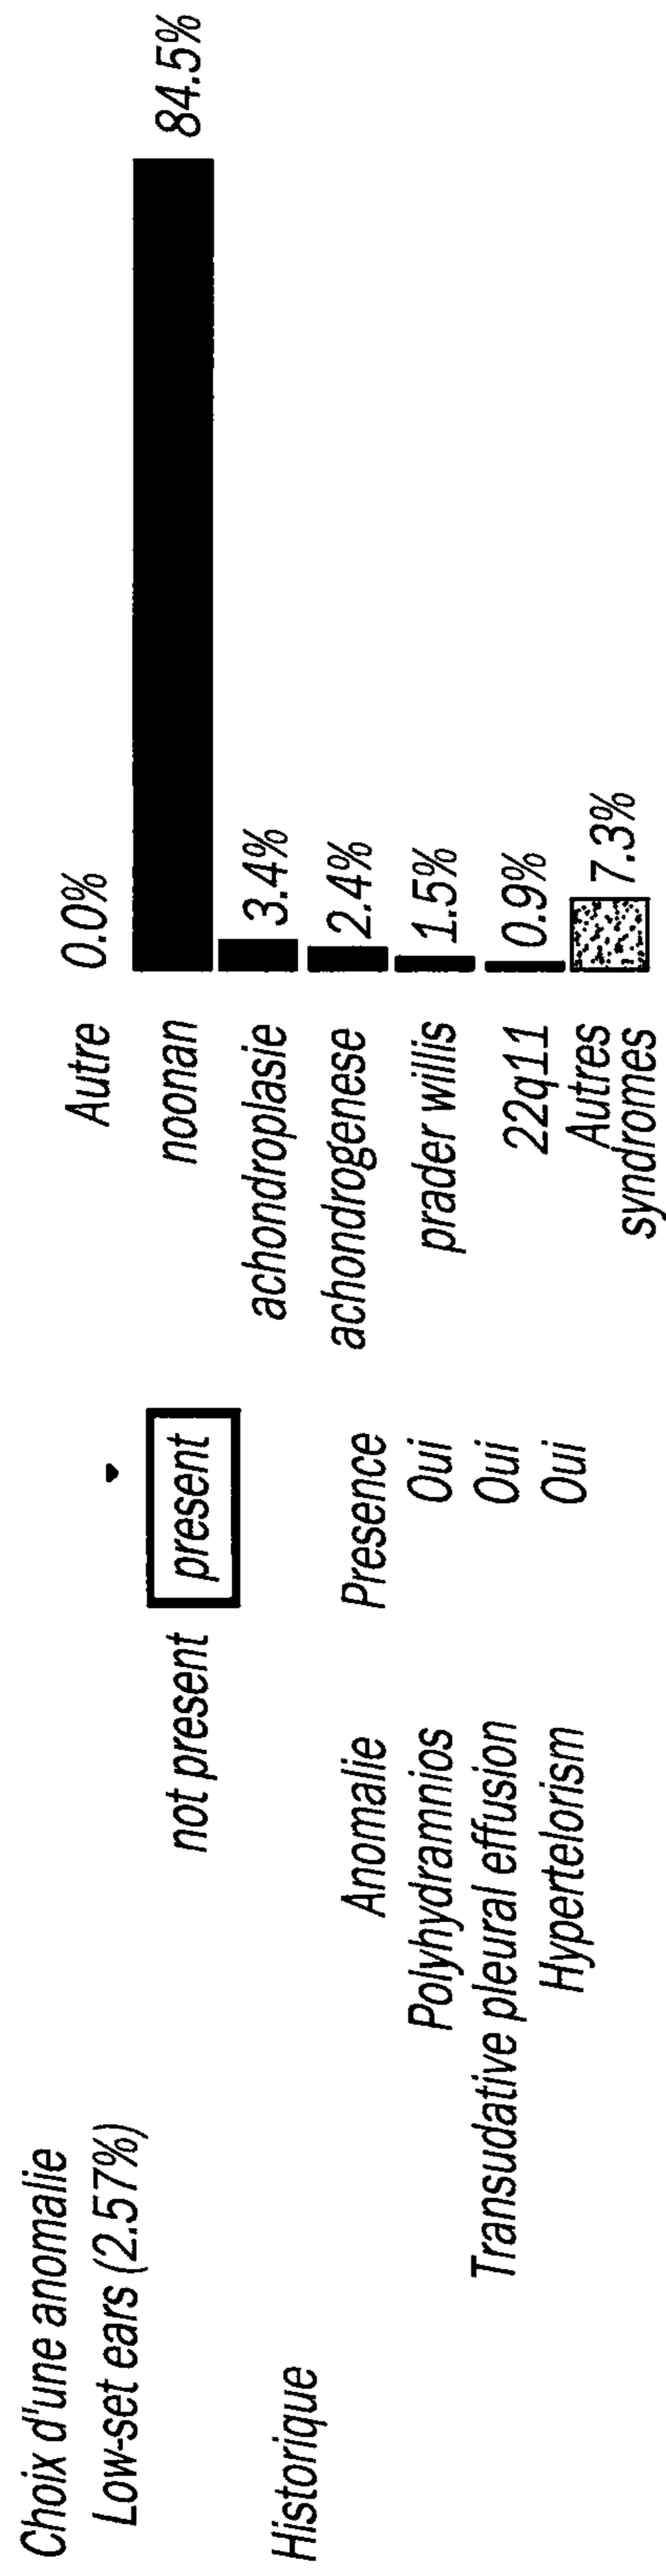 Choix d'une anomalie
Low-set ears (2.57%)
not present
present
Historique
Anomalie Presence
Polyhydramnios Oui
Transudative pleural effusion Oui
Hypertelorism Oui
Autre 0.0%
noonan 84.5%
achondroplasie 3.4%
achondrogenese 2.4%
prader willis 1.5%
22q11 0.9%
Autres
syndromes 7.3%